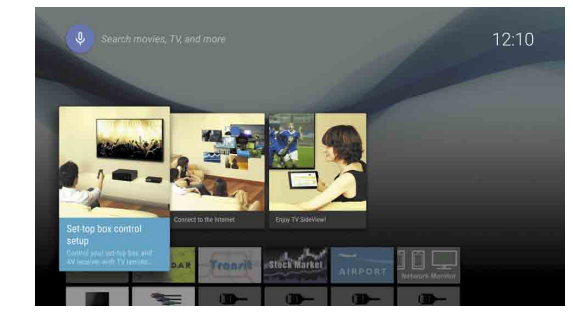 Search movies, TV, and more
12:10
Set-top box control
setup
Control your set-top box and
AV receiver with TV remote...
Connect to the Internet
Enjoy TV SideView!
DAR
Transit
Stock Market
AIRPORT
Network Monitor